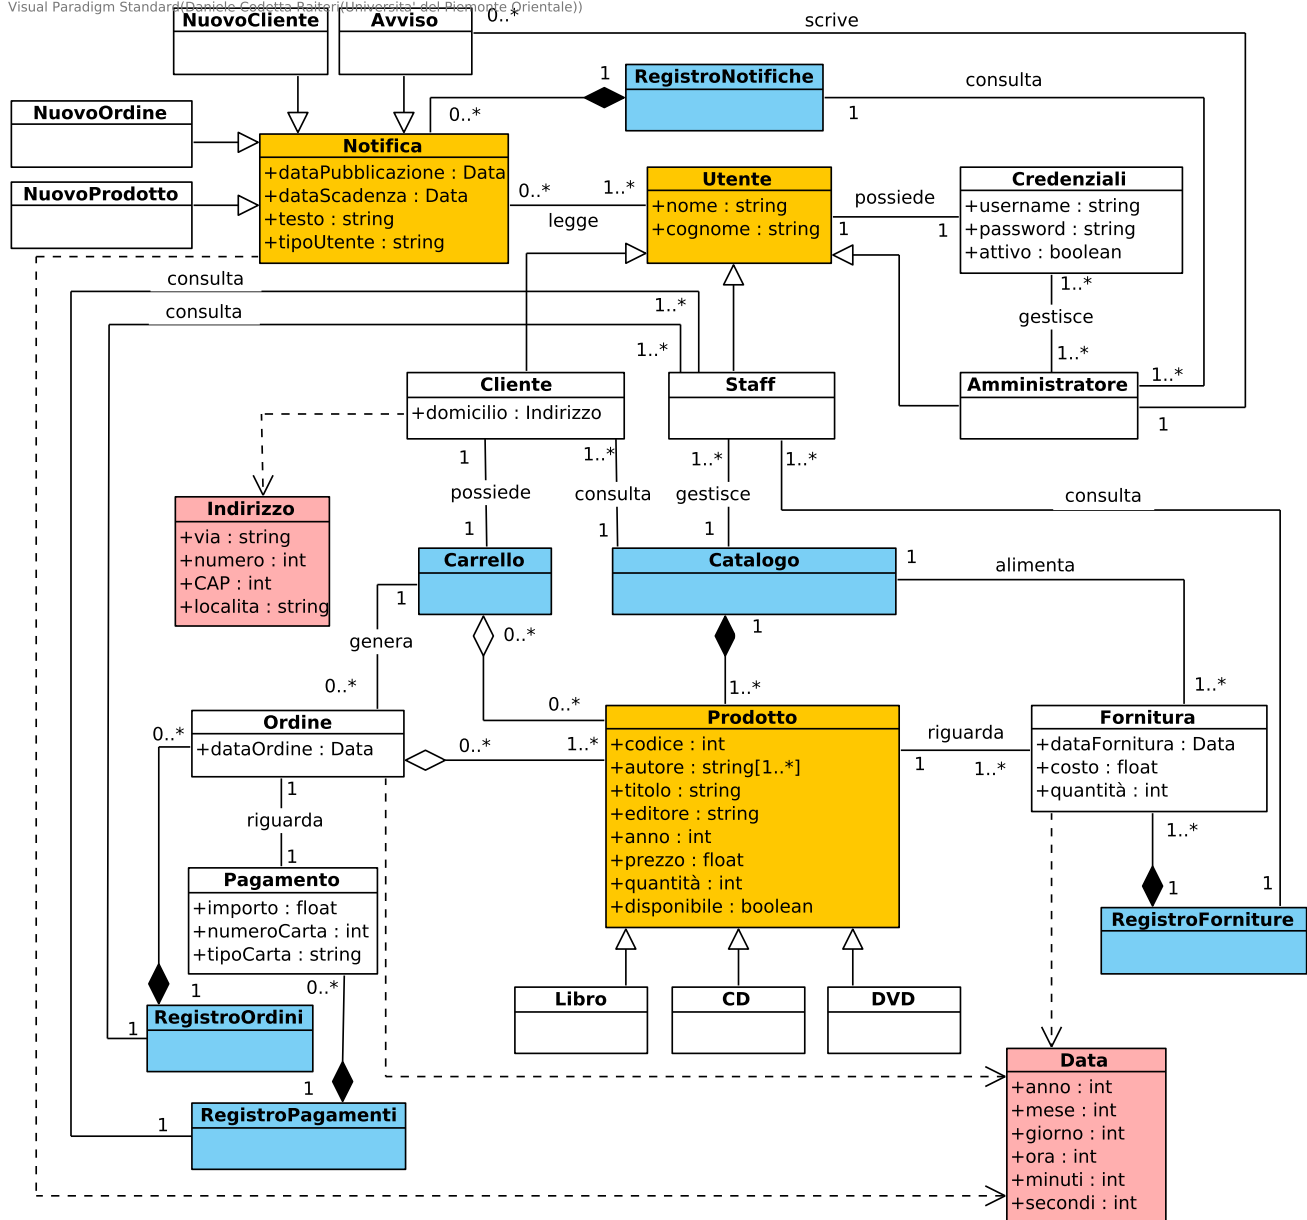 Visual Paradigm Standard(Daniele Codetta Raiteri(Universita' del Piemonte Orientale))
NuovoCliente
Avviso
0..*
scrive
RegistroNotifiche
1
consulta
1
0..*
NuovoOrdine
NuovoProdotto
Notifica
+dataPubblicazione : Data
+dataScadenza : Data
+testo : string
+tipoUtente : string
0..*
1..*
legge
Utente
+nome : string
+cognome : string
possiede
1
1
Credenziali
+username : string
+password : string
+attivo : boolean
1..*
gestisce
1..*
consulta
1..*
consulta
1..*
Cliente
+domicilio : Indirizzo
Staff
Amministratore
1..*
1
1
possiede
1
1..*
consulta
1
1..*
gestisce
1
1..*
consulta
Indirizzo
+via : string
+numero : int
+CAP : int
+localita : string
Carrello
Catalogo
1
alimenta
1..*
1
genera
0..*
0..*
0..*
1
1..*
Ordine
+dataOrdine : Data
0..*
0..*
1..*
Prodotto
+codice : int
+autore : string[1..*]
+titolo : string
+editore : string
+anno : int
+prezzo : float
+quantità : int
+disponibile : boolean
riguarda
1
1..*
Fornitura
+dataFornitura : Data
+costo : float
+quantità : int
1
riguarda
1
Pagamento
+importo : float
+numeroCarta : int
+tipoCarta : string
1..*
1
1
RegistroForniture
1
0..*
RegistroOrdini
1
1
RegistroPagamenti
1
Libro
CD
DVD
Data
+anno : int
+mese : int
+giorno : int
+ora : int
+minuti : int
+secondi : int